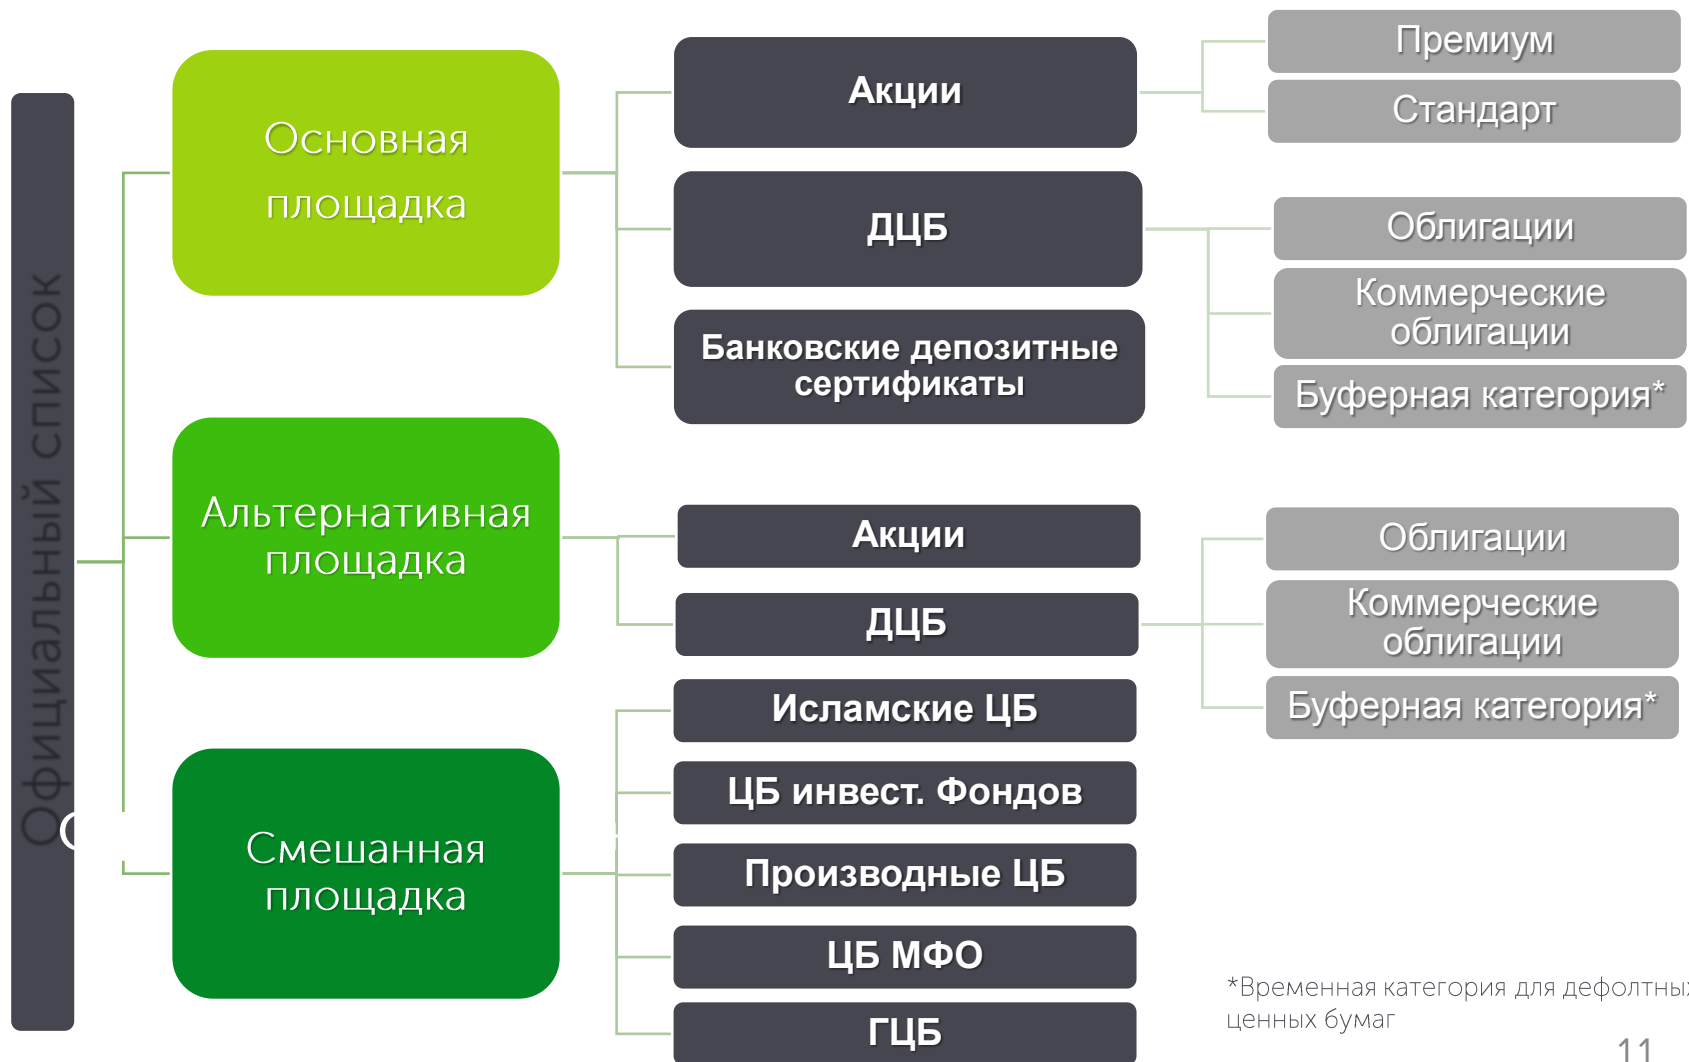 Официальный список
Основная
площадка
Акции
Премиум
Стандарт
ДЦБ
Облигации
Коммерческие
облигации
Буферная категория*
Банковские депозитные
сертификаты
Альтернативная
площадка
Акции
ДЦБ
Облигации
Коммерческие
облигации
Буферная категория*
Смешанная
площадка
Исламские ЦБ
ЦБ инвест. Фондов
Производные ЦБ
ЦБ МФО
ГЦБ
*Временная категория для дефолтных
ценных бумаг
11